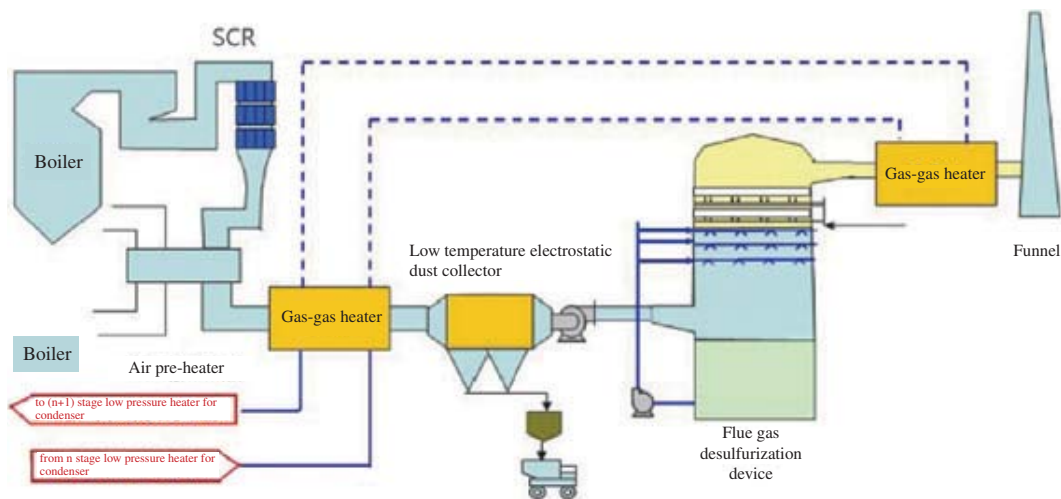 SCR
Boiler
Gas-gas heater
Low temperature electrostatic
dust collector
Funnel
Gas-gas heater
Boiler
Air pre-heater
to (n+1) stage low pressure heater for
condenser
Flue gas
desulfurization
device
from n stage low pressure heater for
condenser